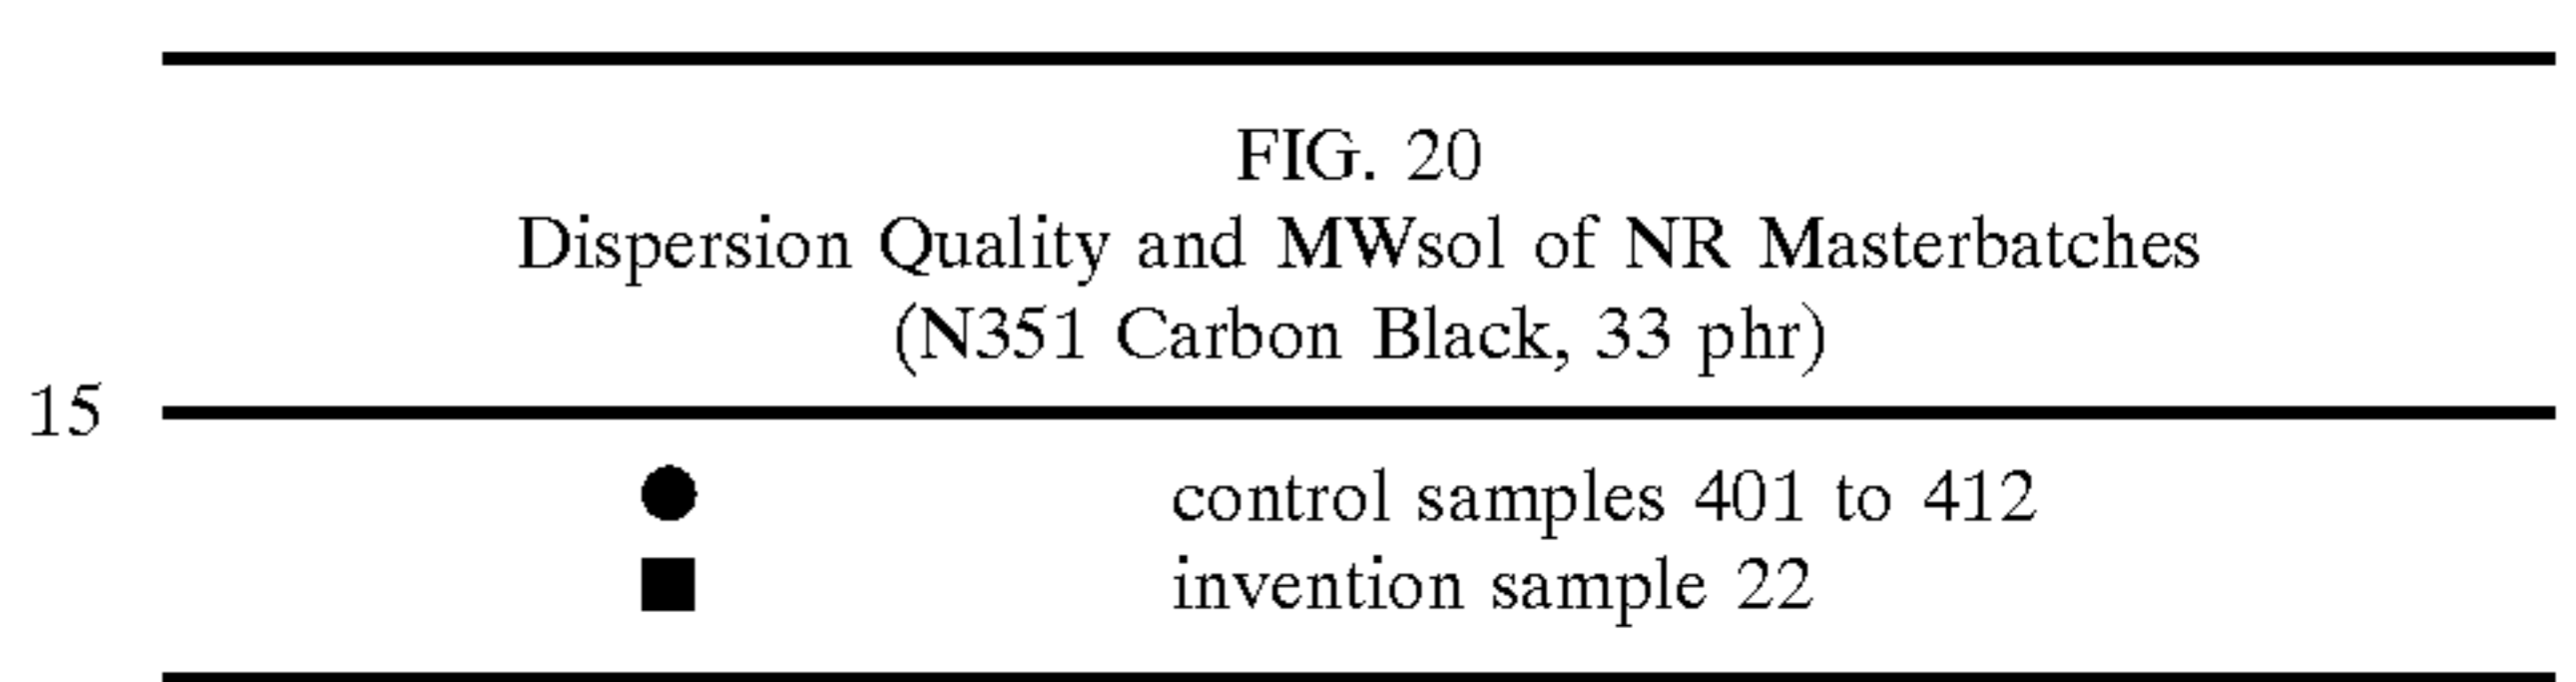 FIG. 20
Dispersion Quality and MWsol of NR Masterbatches
(N351 Carbon Black, 33 phr)
15
● control samples 401 to 412
■ invention sample 22